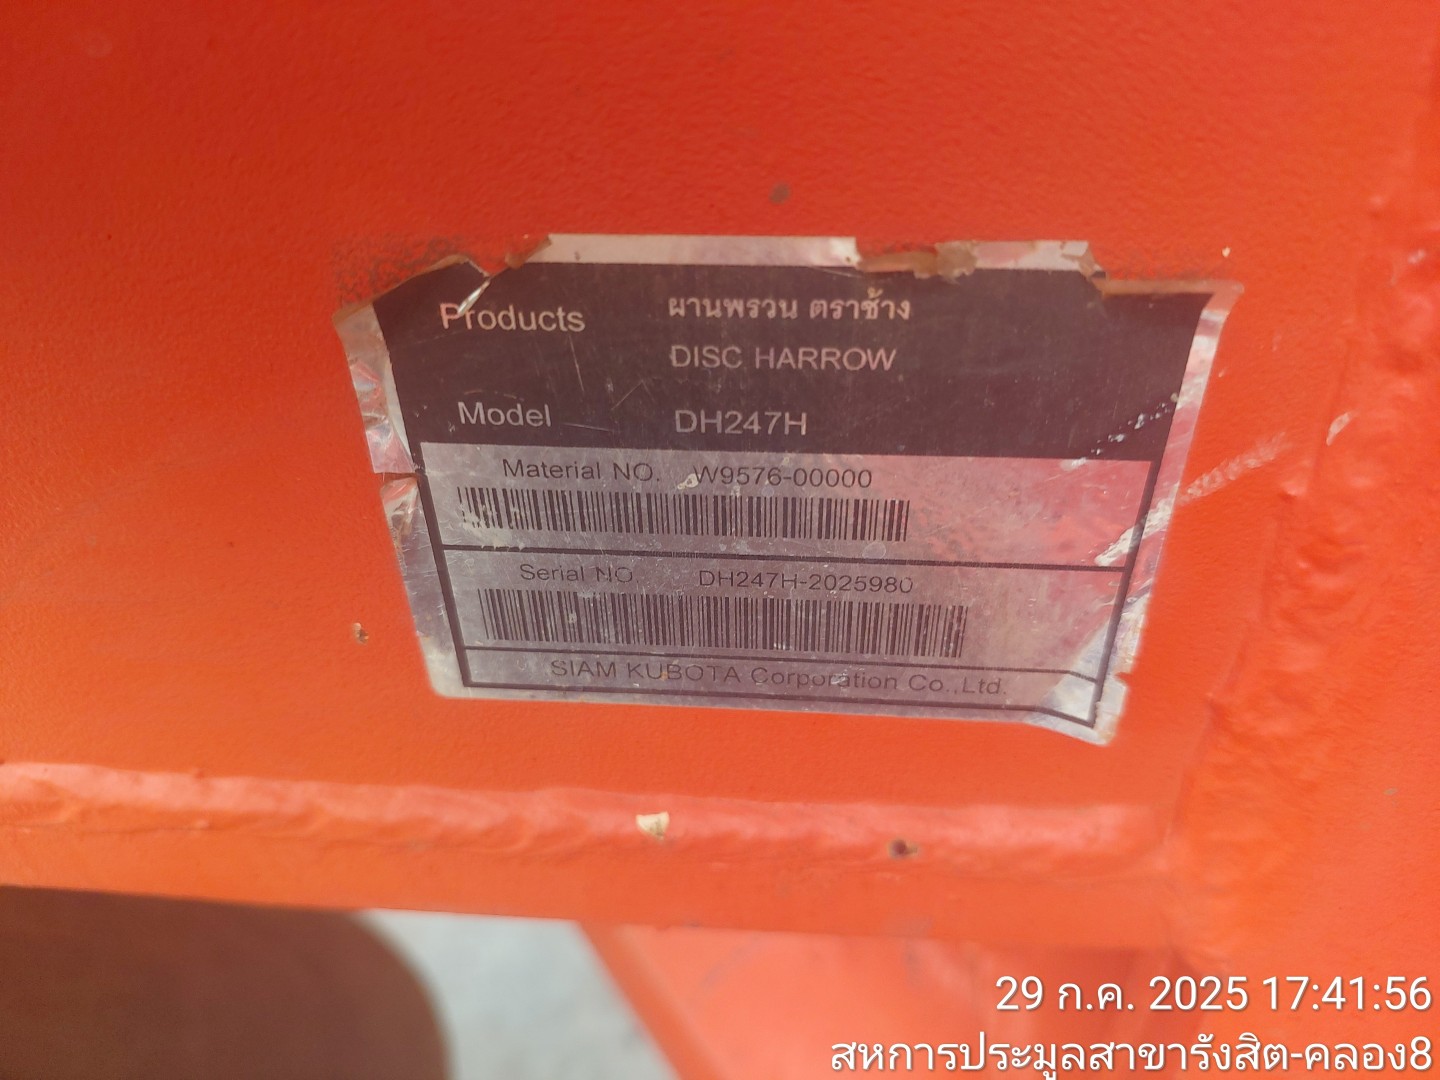 Products ผานพรวน ตราช้าง
DISC HARROW
Model DH247H
Material NO. W9576-00000
Serial NO. DH247H-2025980
SIAM KUBOTA Corporation Co.,Ltd.
29 ก.ค. 2025 17:41:56
สหการประมูลสาขารังสิต-คลอง8